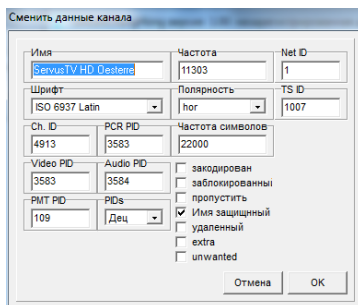 Сменить данные канала
Имя
ServusTV HD Oesterre
Частота
11303
Net ID
1
Шрифт
ISO 6937 Latin
Полярность
hor
TS ID
1007
Ch. ID
4913
PCR PID
3583
Частота символов
22000
Video PID
3583
Audio PID
3584
PMT PID
109
PIDs
Дец
закодирован
заблокированны
пропустить
Имя защищнный
удаленный
extra
unwanted
Отмена
OK